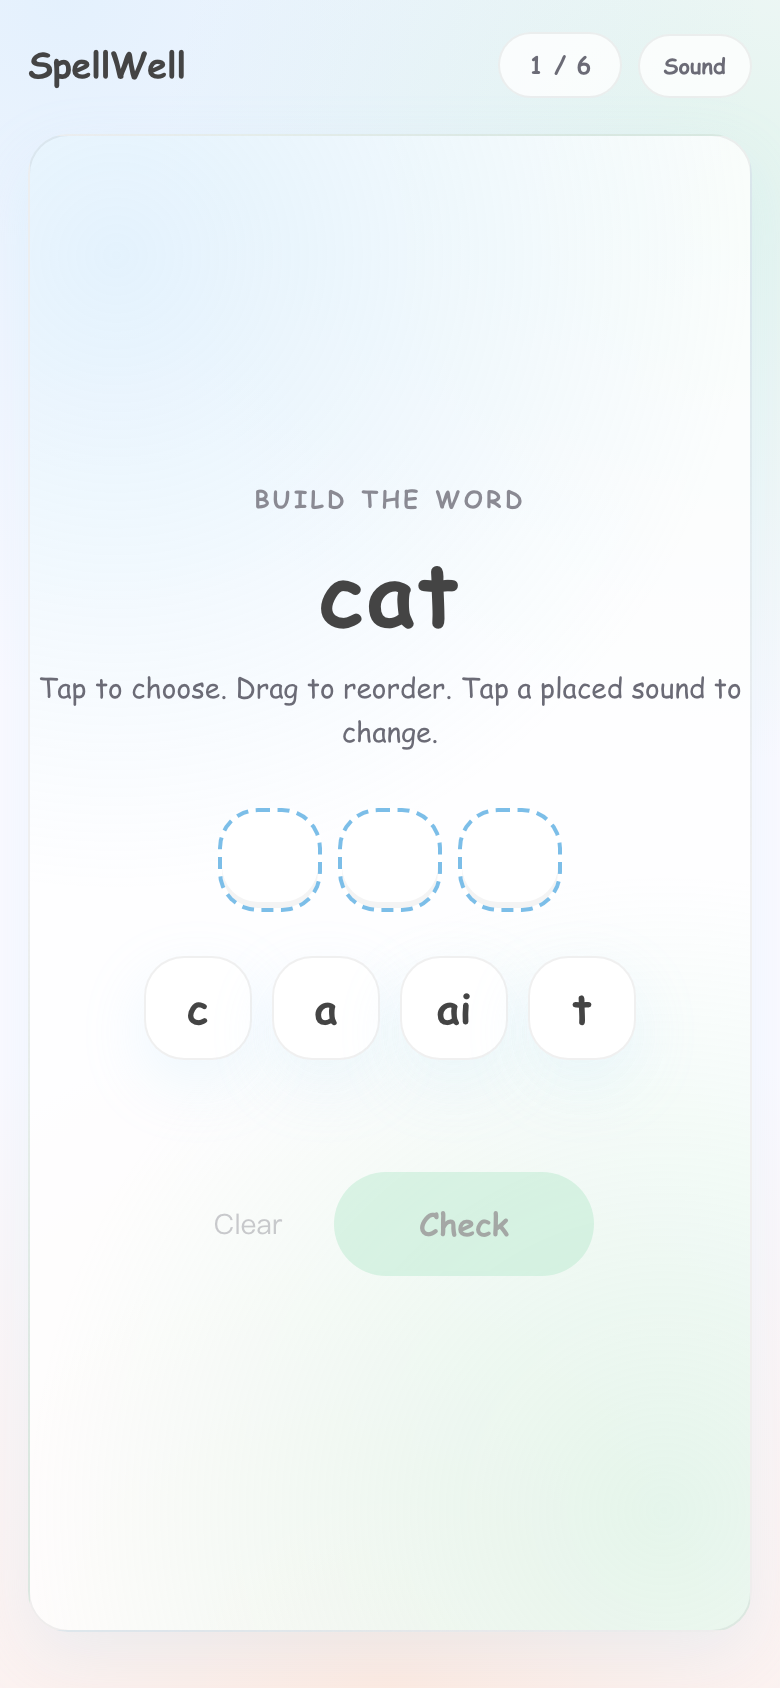 SpellWell
1 / 6
Sound
BUILD THE WORD
cat
Tap to choose. Drag to reorder. Tap a placed sound to
change.
c a ai t
Clear
Check